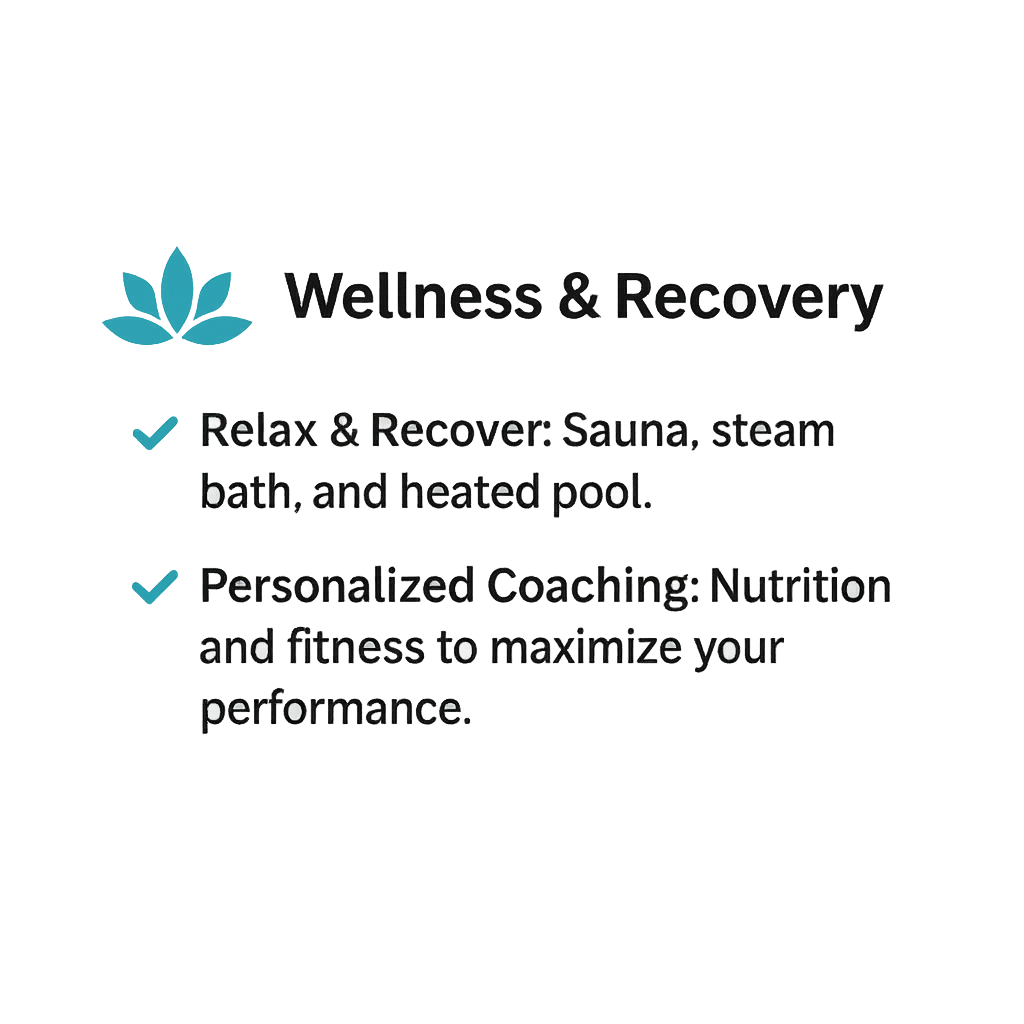 Wellness & Recovery
Relax & Recover: Sauna, steam
bath, and heated pool.
Personalized Coaching: Nutrition
and fitness to maximize your
performance.